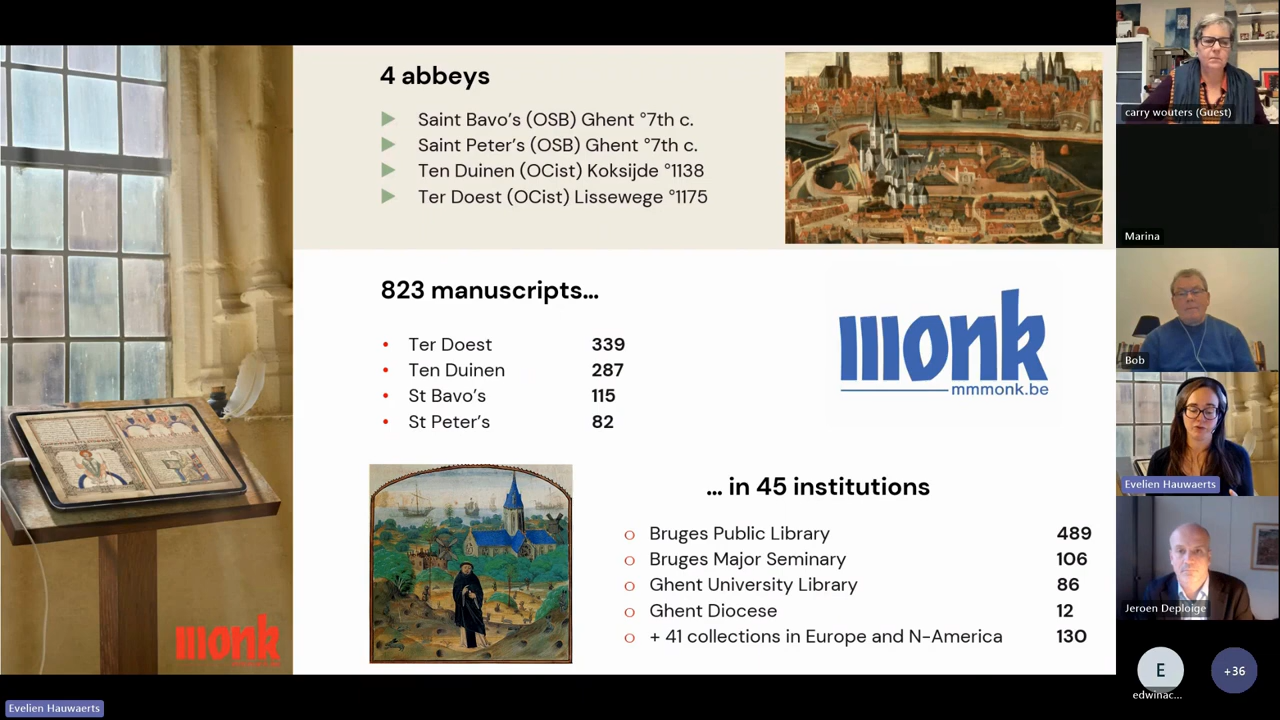 4 abbeys
Saint Bavo's (OSB) Ghent °7th c.
Saint Peter's (OSB) Ghent °7th c.
Ten Duinen (OCist) Koksijde °1138
Ter Doest (OCist) Lissewege °1175
823 manuscripts...
Ter Doest 339
Ten Duinen 287
St Bavo's 115
St Peter's 82
monk
mmmonk.be
... in 45 institutions
Bruges Public Library 489
Bruges Major Seminary 106
Ghent University Library 86
Ghent Diocese 12
+ 41 collections in Europe and N-America 130
monk
Evelien Hauwaerts
carry wouters (Guest)
Marina
Bob
Evelien Hauwaerts
Jeroen Deploige
E
edwinac...
+36